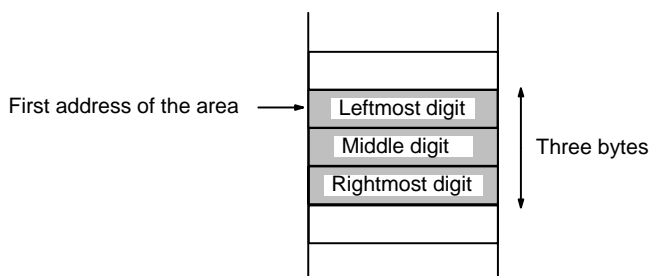 First address of the area
Leftmost digit
Middle digit
Rightmost digit
Three bytes